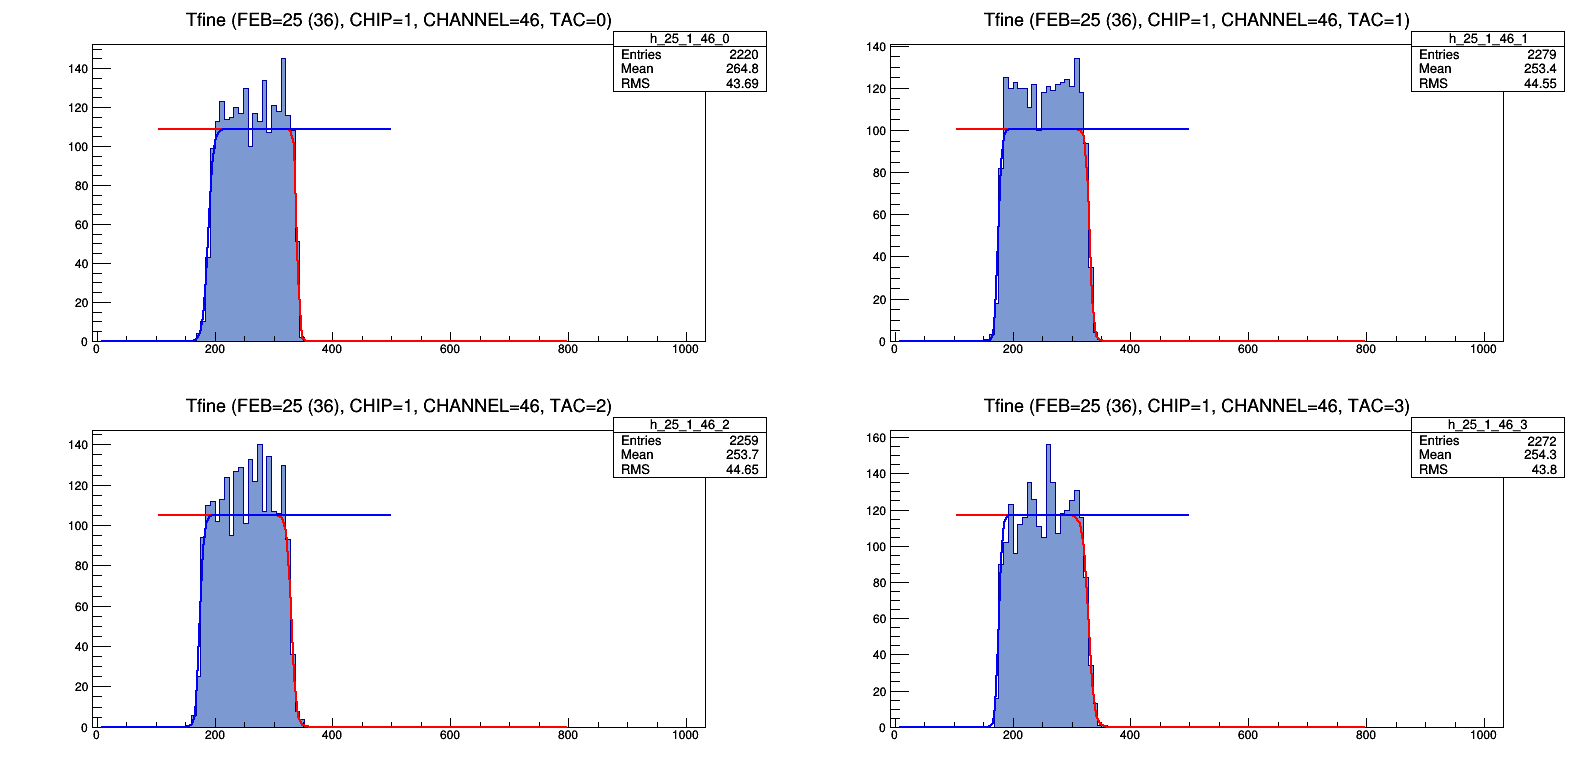 Tfine (FEB=25 (36), CHIP=1, CHANNEL=46, TAC=0)
h_25_1_46_0
Entries 2220
Mean 264.8
RMS 43.69
140
120
100
80
60
40
20
0
0 200 400 600 800 1000
Tfine (FEB=25 (36), CHIP=1, CHANNEL=46, TAC=1)
h_25_1_46_1
Entries 2279
Mean 253.4
RMS 44.55
140
120
100
80
60
40
20
0
0 200 400 600 800 1000
Tfine (FEB=25 (36), CHIP=1, CHANNEL=46, TAC=2)
h_25_1_46_2
Entries 2259
Mean 253.7
RMS 44.65
140
120
100
80
60
40
20
0
0 200 400 600 800 1000
Tfine (FEB=25 (36), CHIP=1, CHANNEL=46, TAC=3)
h_25_1_46_3
Entries 2272
Mean 254.3
RMS 43.8
160
140
120
100
80
60
40
20
0
0 200 400 600 800 1000